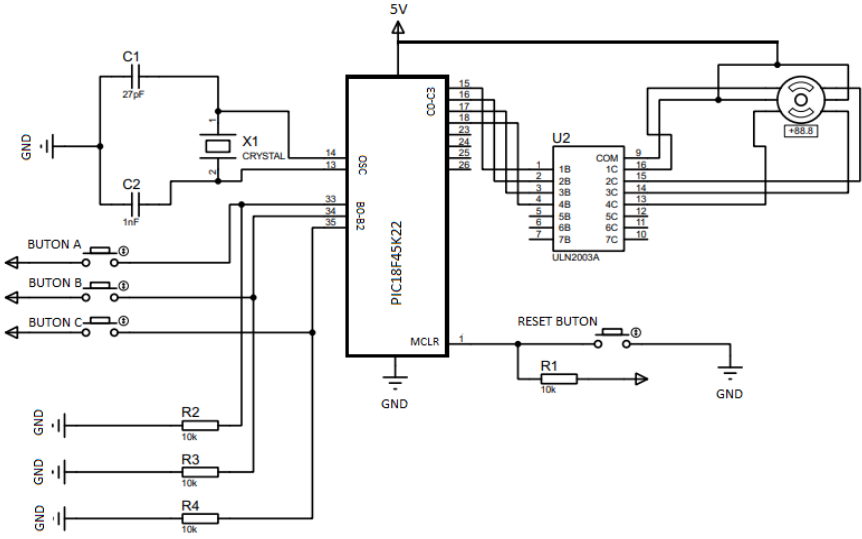 5V
C1
27pF
GND
1
X1
CRYSTAL
2
C2
1nF
14
13
OSC
33
34
35
B0-B2
PIC18F45K22
C0-C3
15
16
17
18
23
24
25
26
MCLR
1
GND
BUTON A
BUTON B
BUTON C
U2
1 1B
2 2B
3 3B
4 4B
5 5B
6 6B
7 7B
COM 9
1C 16
2C 15
3C 14
4C 13
5C 12
6C 11
7C 10
ULN2003A
+88.8
RESET BUTON
R1
10k
GND
GND
R2
10k
GND
R3
10k
GND
R4
10k